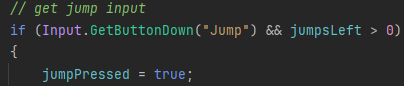 // get jump input
if (Input.GetButtonDown("Jump") && jumpsLeft > 0)
{
    jumpPressed = true;